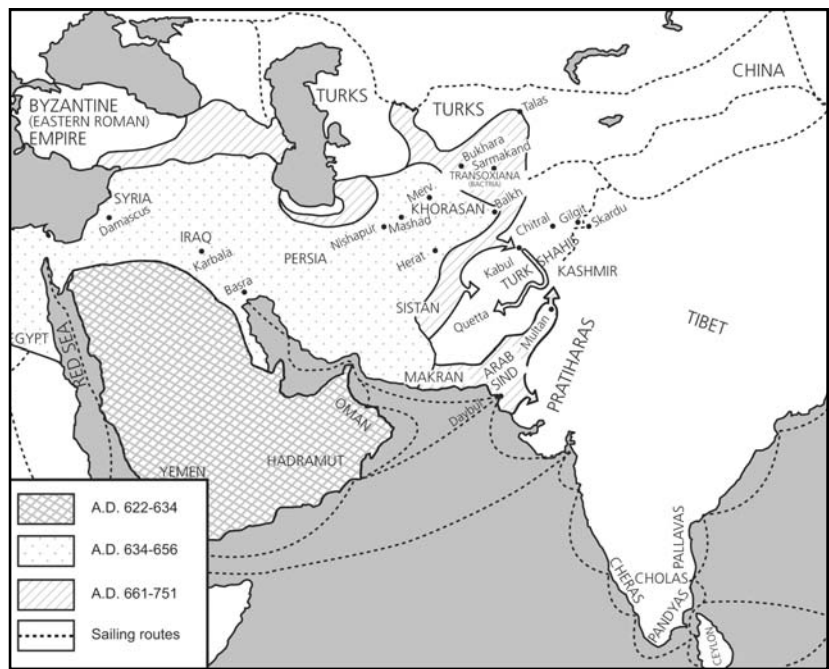 CHINA
TURKS
TURKS
Talas
BYZANTINE
(EASTERN ROMAN)
EMPIRE
Bukhara
Sarmakand
TRANSOXIANA
(BACTRIA)
SYRIA
Damascus
Merv
KHORASAN
Balkh
Chitral
Gilgit
Skardu
Nishapur
Mashad
IRAQ
Karbala
PERSIA
Herat
Kabul
TURK SHAHIS
KASHMIR
Basra
SISTAN
Quetta
Multan
TIBET
EGYPT
RED SEA
MAKRAN
ARAB
SIND
PRATIHARAS
OMAN
Daybul
YEMEN
HADRAMUT
A.D. 622-634
A.D. 634-656
A.D. 661-751
Sailing routes
PALLAVAS
CHERAS
CHOLAS
PANDYAS
CEYLON